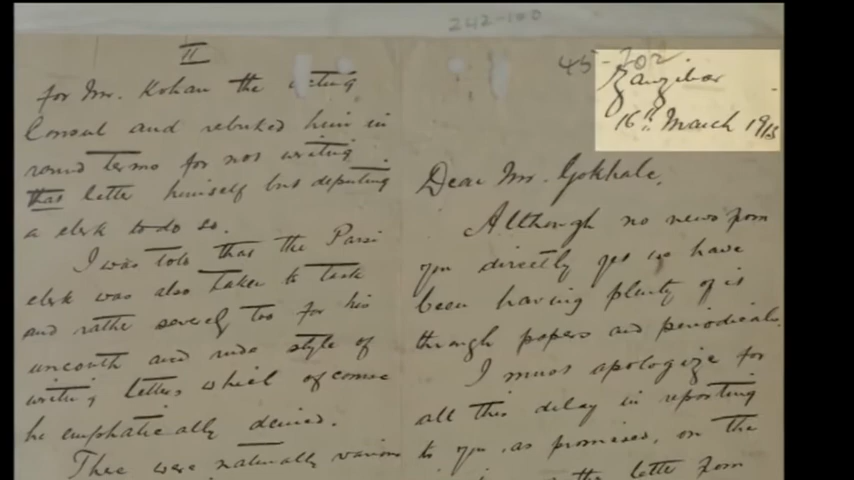 242-100
II
for Mr. Kohan the acting
Consul and rebuked him in
round terms for not writing
that letter himself but deputing
a clerk to do so.
I was told that the Parsi
clerk was also taken to task
and rather severely too for his
uncouth and rude style of
writing letters which of course
he emphatically denied.
There were naturally various
45-702
Zanzibar
16th March 1913
Dear Mr. Gokhale,
Although no news from
you directly yet we have
been having plenty of it
through papers and periodicals.
I must apologize for
all this delay in reporting
to you, as promised, on the
the letter from